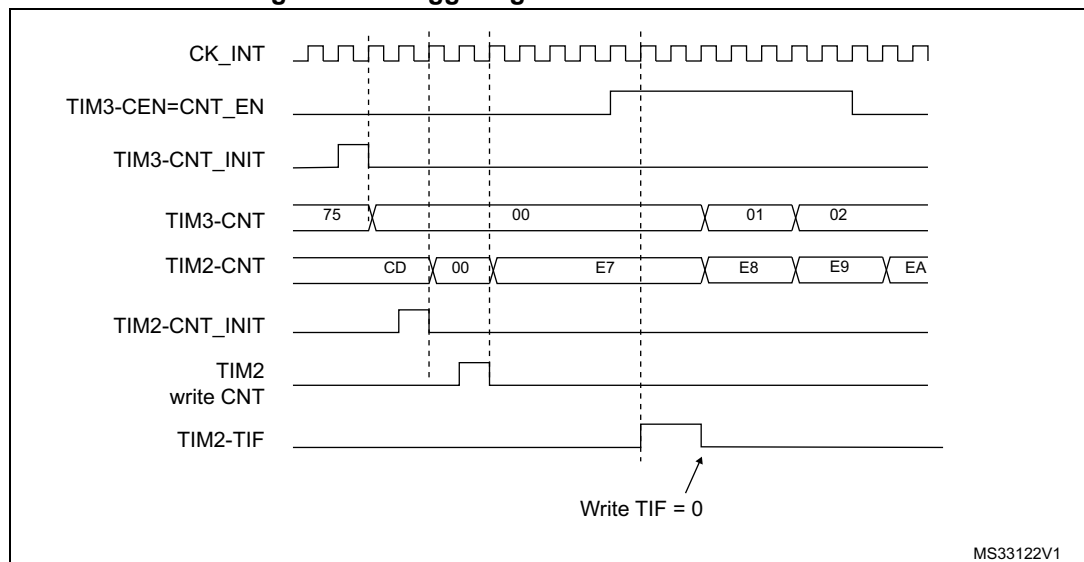 CK_INT
TIM3-CEN=CNT_EN
TIM3-CNT_INIT
TIM3-CNT 75 00 01 02
TIM2-CNT CD 00 E7 E8 E9 EA
TIM2-CNT_INIT
TIM2
write CNT
TIM2-TIF
Write TIF = 0
MS33122V1